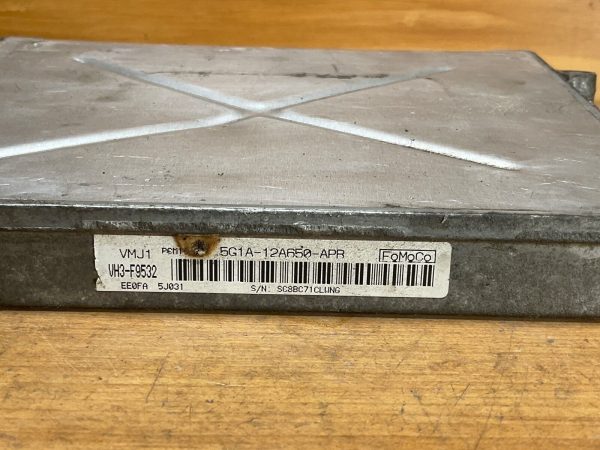 VMJ1 5G1A-12A650-APR FoMoCo
VH3-F9532
EE0FA 5J031 S/N: SC8BC71CLWNG